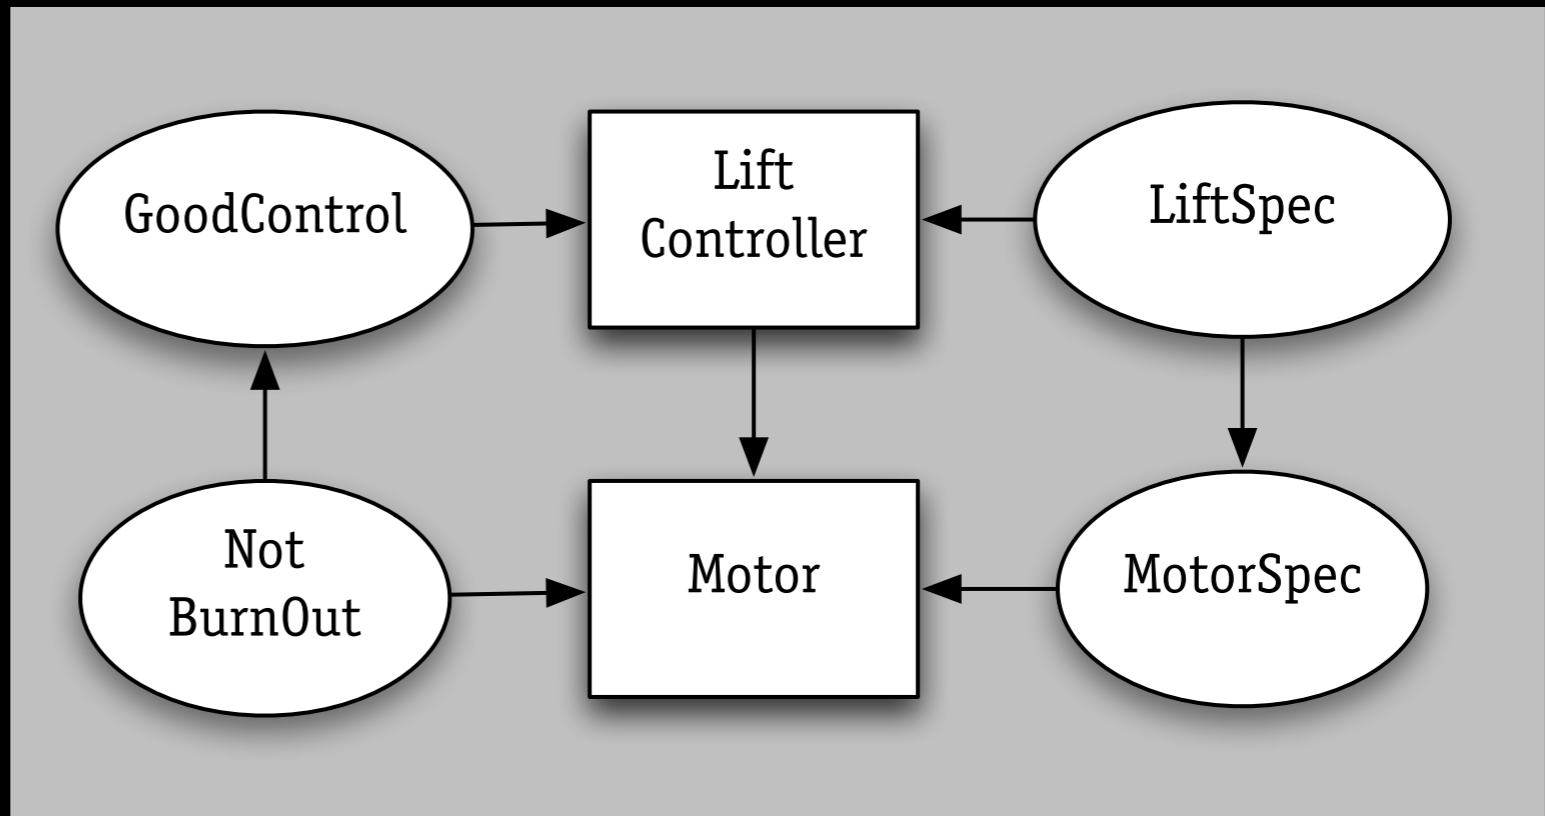 GoodControl
Lift
Controller
LiftSpec
Not
BurnOut
Motor
MotorSpec